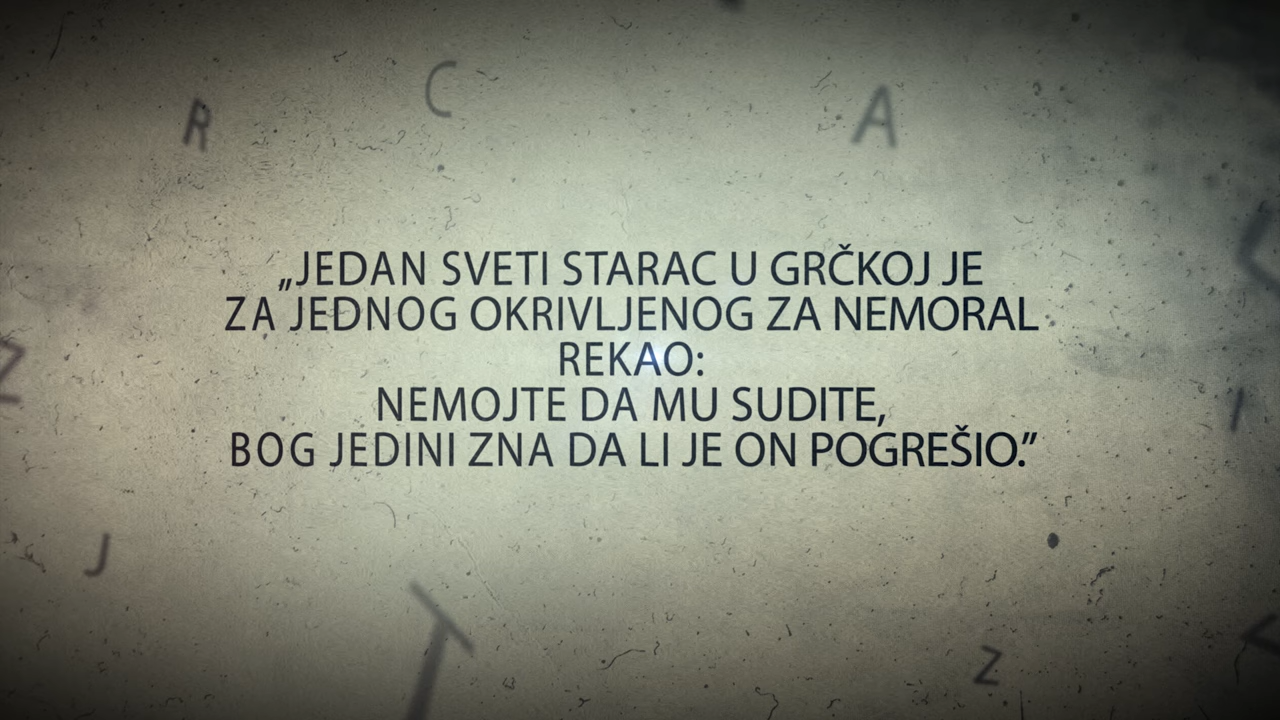 „JEDAN SVETI STARAC U GRČKOJ JE
ZA JEDNOG OKRIVLJENOG ZA NEMORAL
REKAO:
NEMOJTE DA MU SUDITE,
BOG JEDINI ZNA DA LI JE ON POGREŠIO.”